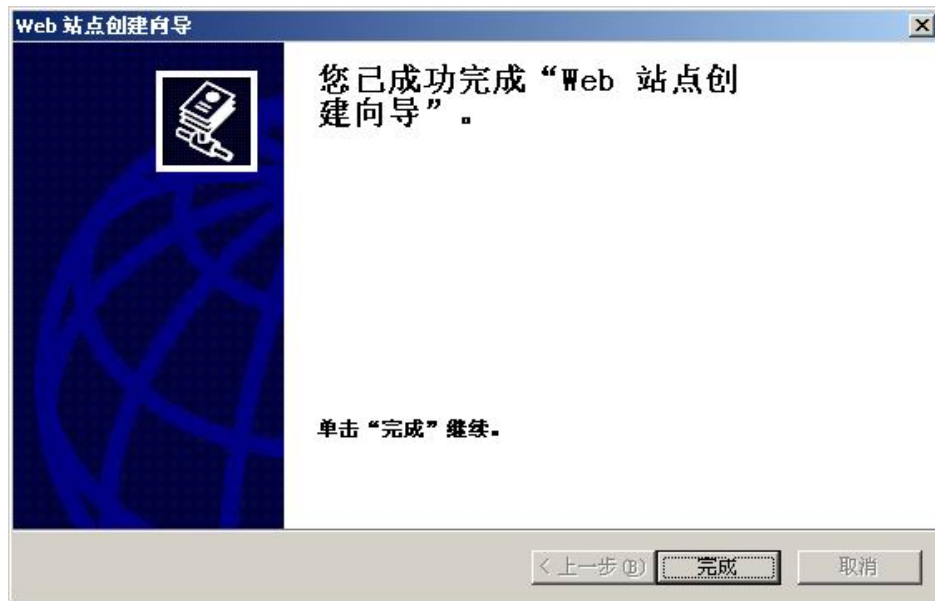 Web 站点创建向导
您已成功完成“Web 站点创
建向导”。
单击“完成”继续。
< 上一步(B)
完成
取消